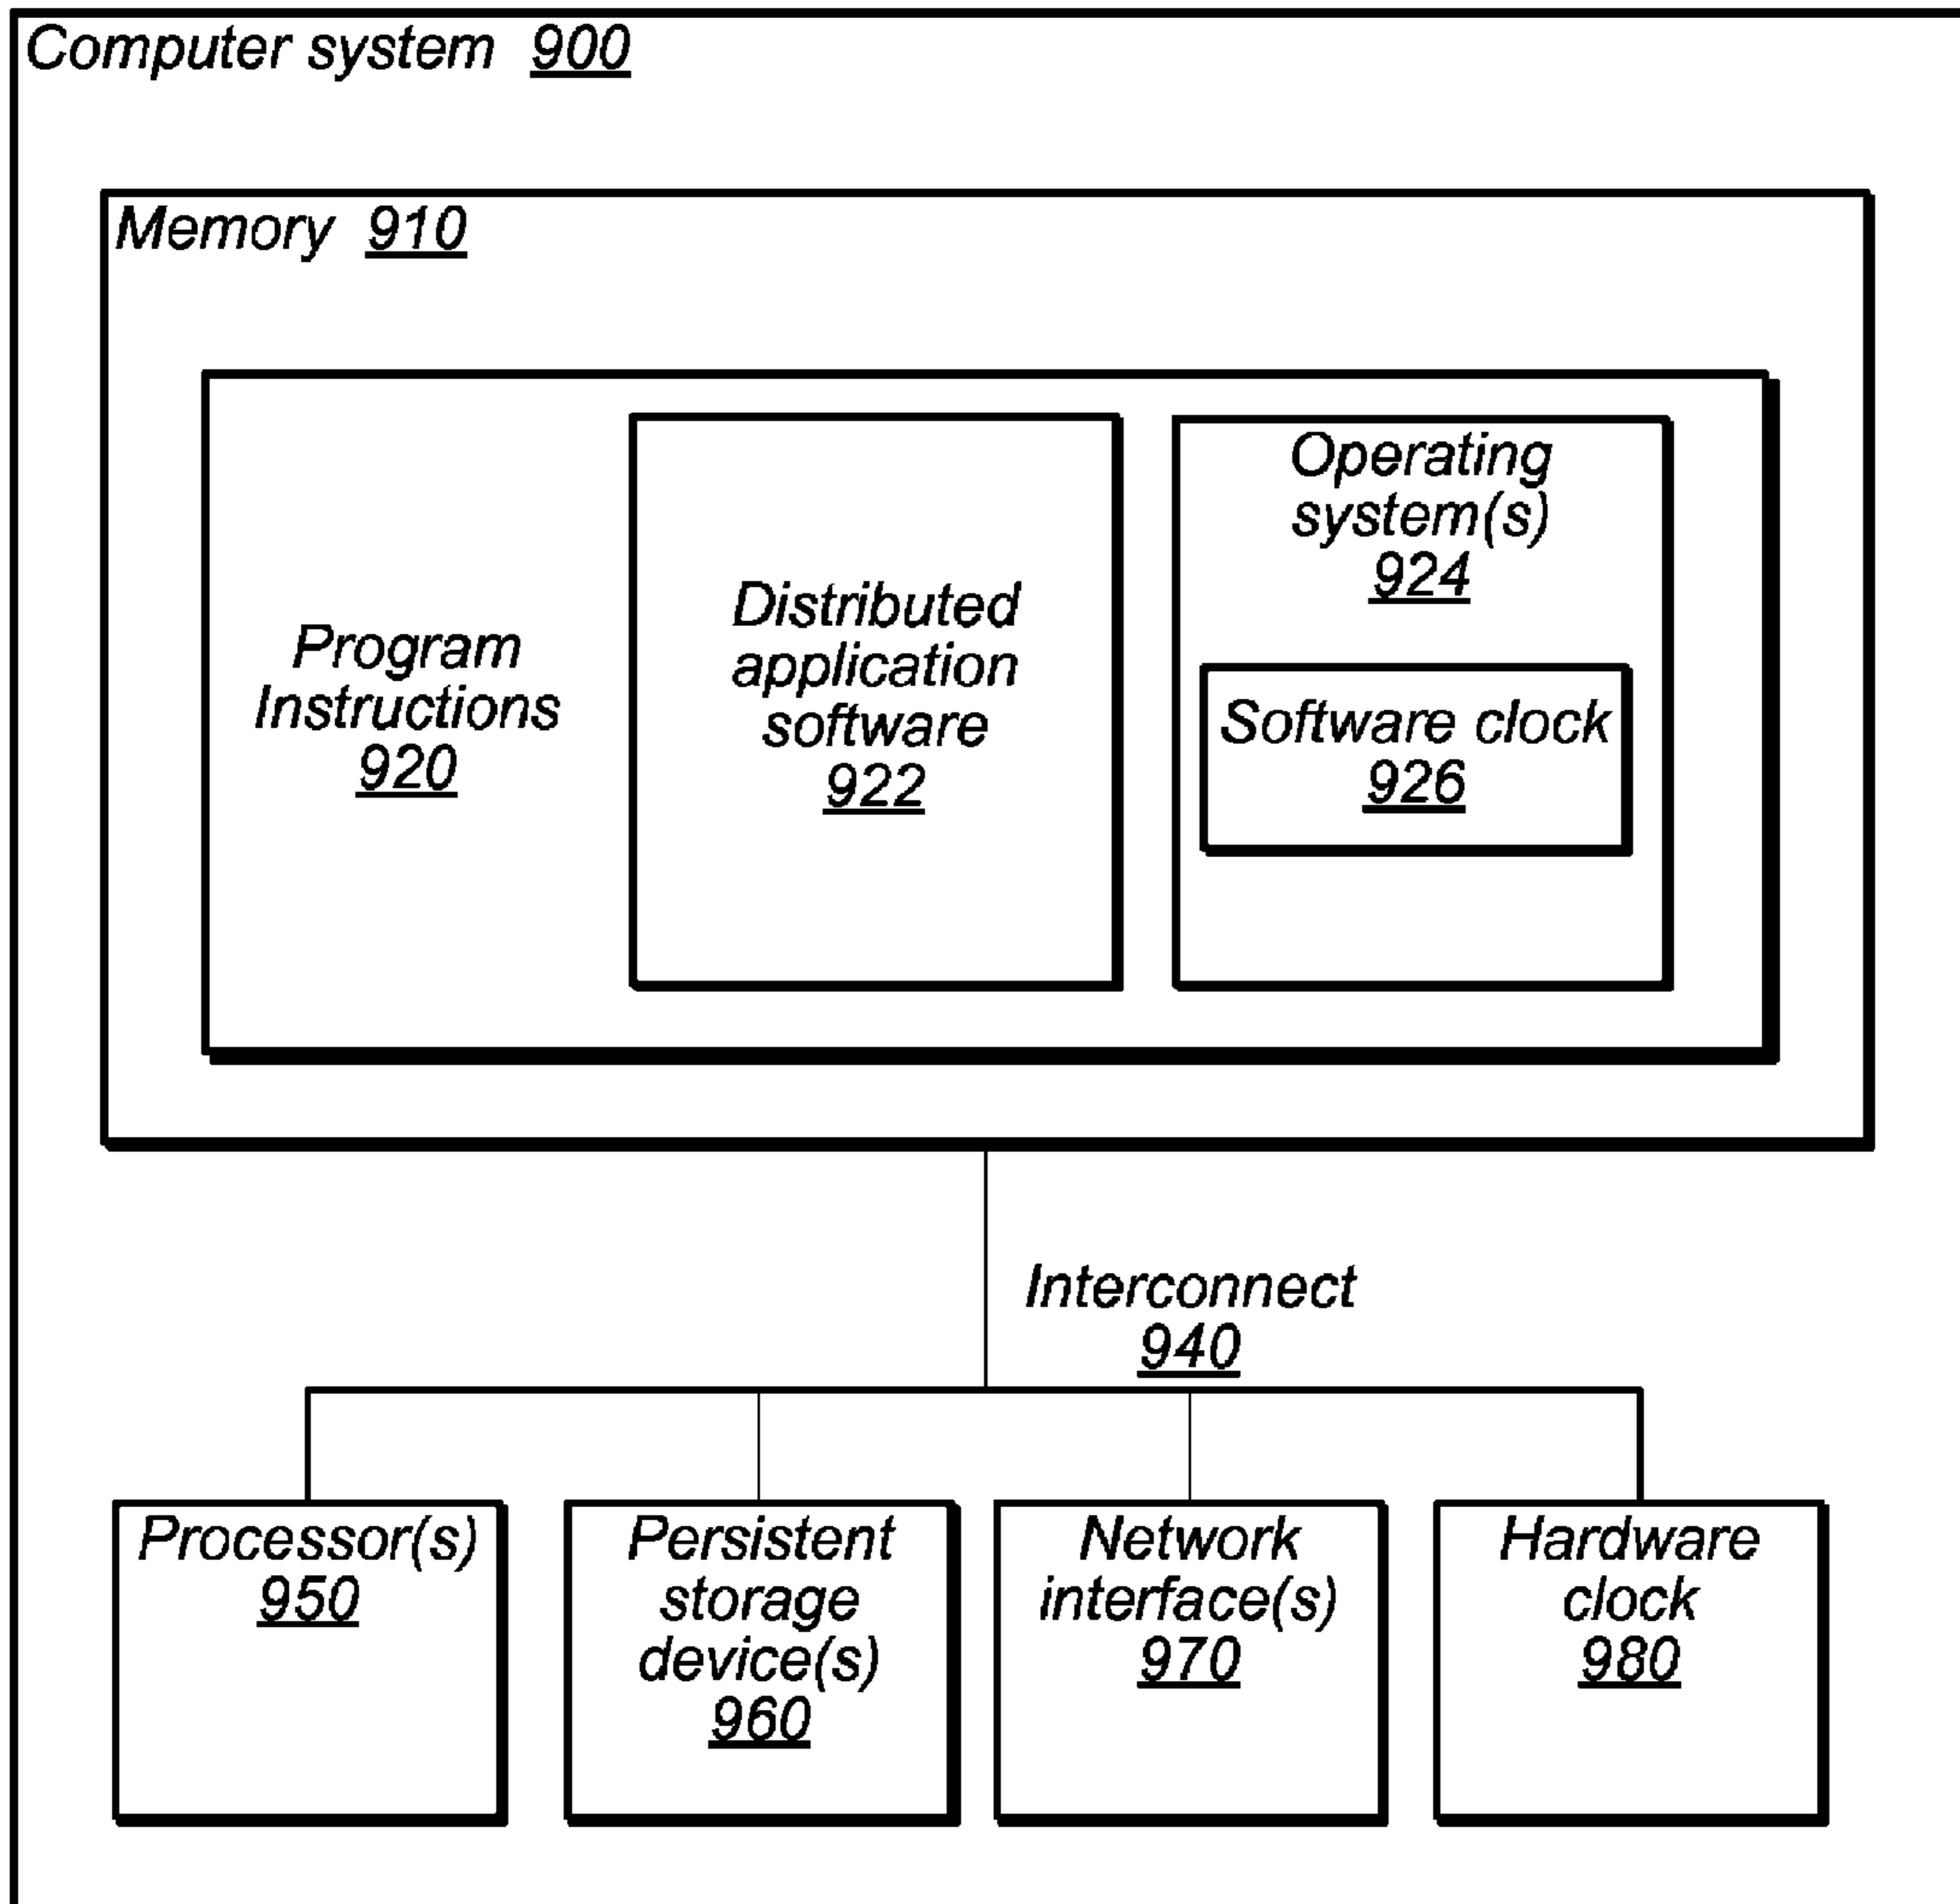 Computer system 900
Memory 910
Program
Instructions
920
Distributed
application
software
922
Operating
system(s)
924
Software clock
926
Interconnect
940
Processor(s)
950
Persistent
storage
device(s)
960
Network
interface(s)
970
Hardware
clock
980